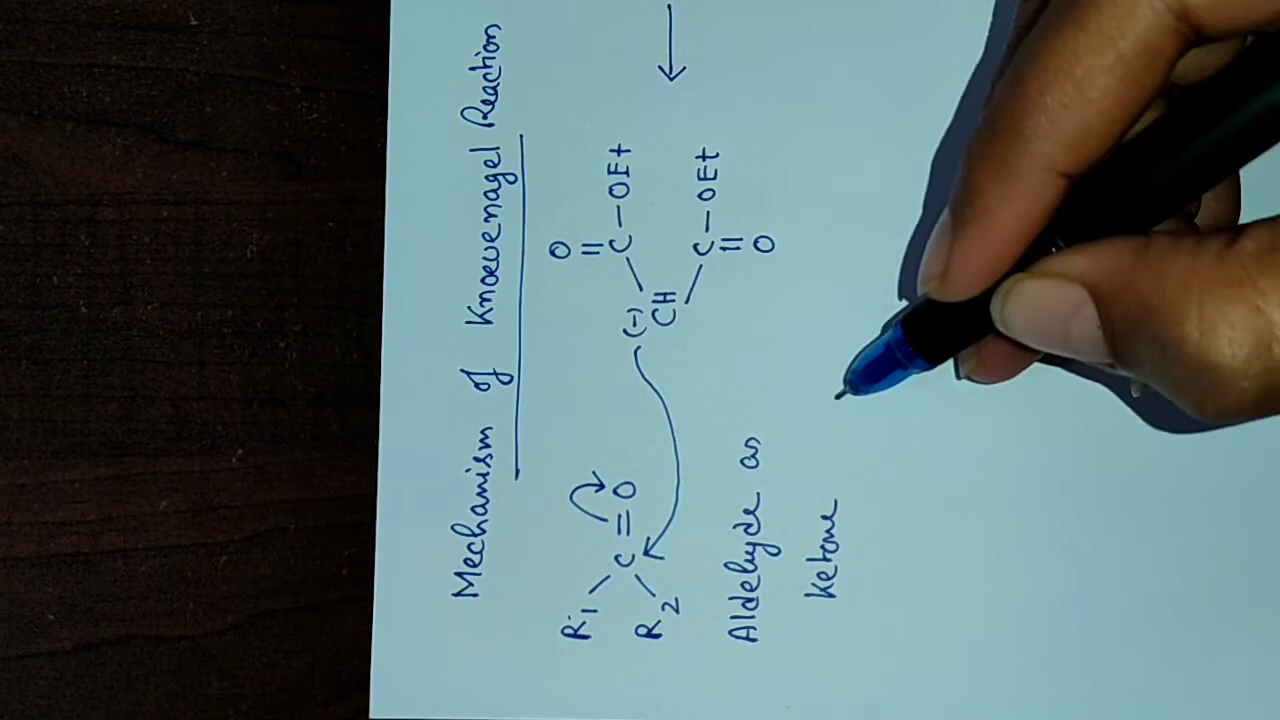 Mechanism of Knoevenagel Reaction
O
R1 C=O (-) C-OEt
R2 CH
C-OEt
O
Aldehyde or
Ketone